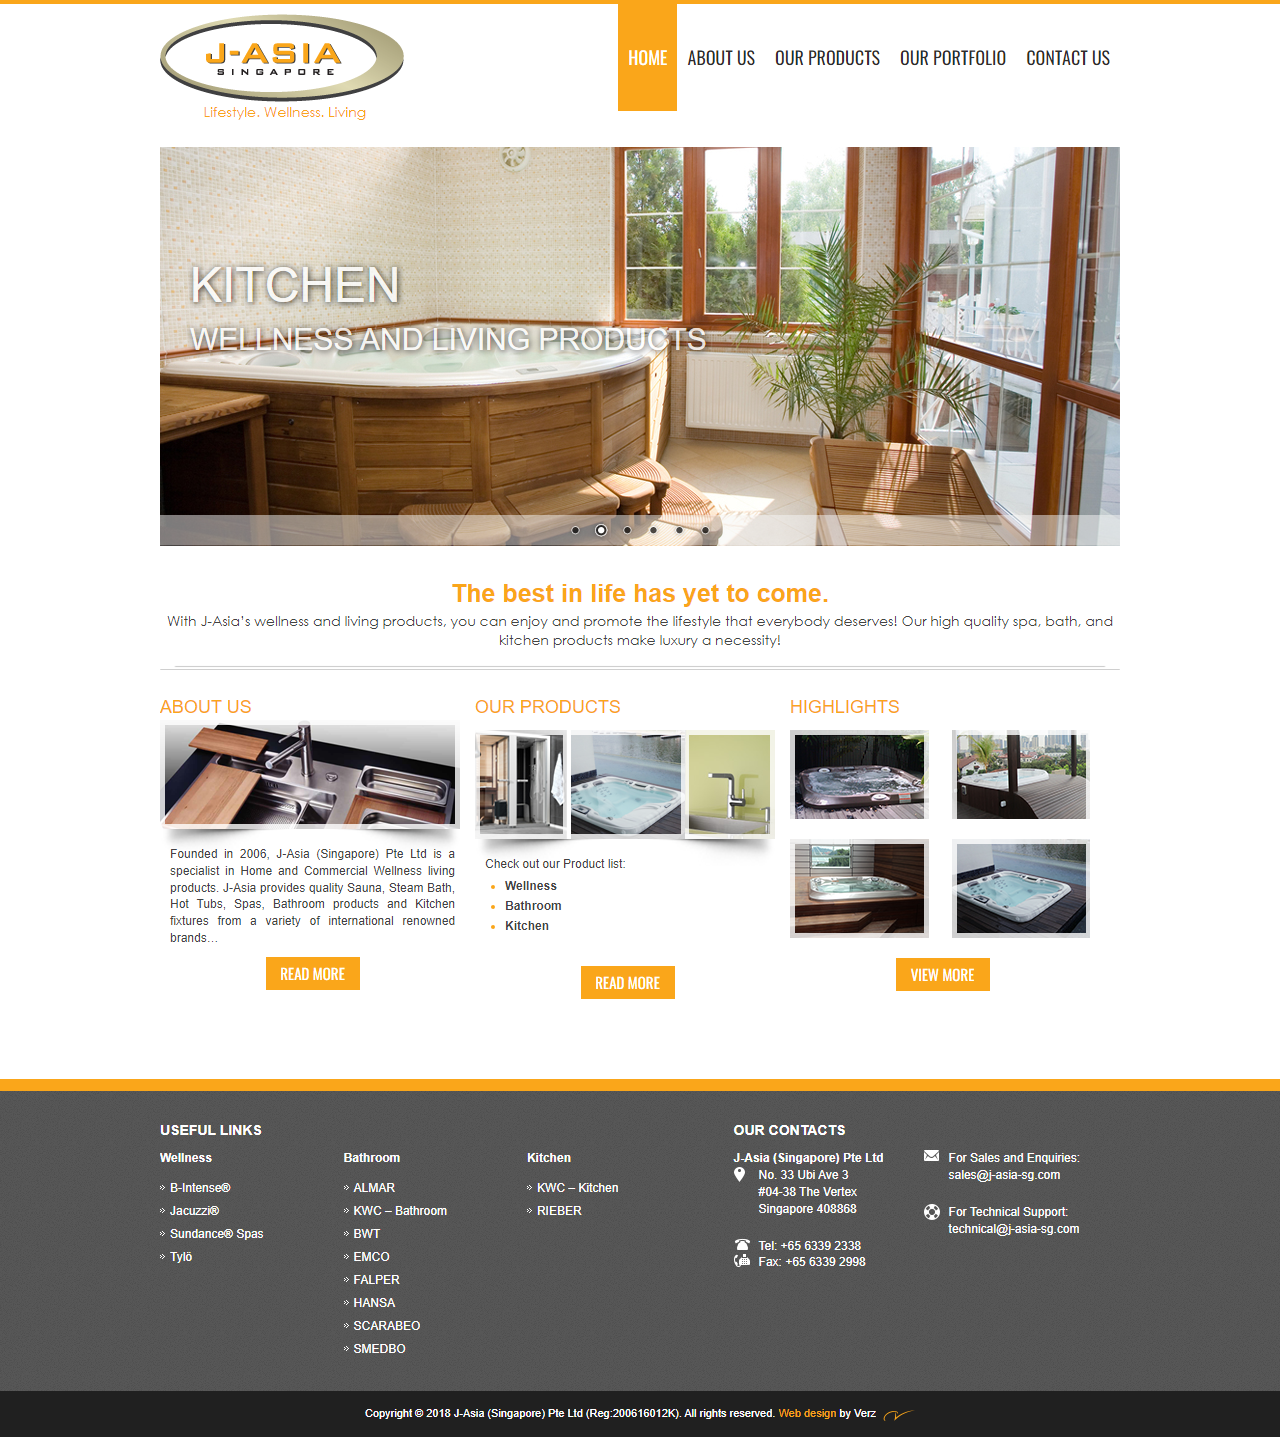 J-ASIA
SINGAPORE
Lifestyle. Wellness. Living
HOME
ABOUT US
OUR PRODUCTS
OUR PORTFOLIO
CONTACT US
KITCHEN
WELLNESS AND LIVING PRODUCTS
The best in life has yet to come.
With J-Asia’s wellness and living products, you can enjoy and promote the lifestyle that everybody deserves! Our high quality spa, bath, and
kitchen products make luxury a necessity!
ABOUT US
Founded in 2006, J-Asia (Singapore) Pte Ltd is a
specialist in Home and Commercial Wellness living
products. J-Asia provides quality Sauna, Steam Bath,
Hot Tubs, Spas, Bathroom products and Kitchen
fixtures from a variety of international renowned
brands…
READ MORE
OUR PRODUCTS
Check out our Product list:
Wellness
Bathroom
Kitchen
READ MORE
HIGHLIGHTS
VIEW MORE
USEFUL LINKS
Wellness
B-Intense®
Jacuzzi®
Sundance® Spas
Tylö
Bathroom
ALMAR
KWC – Bathroom
BWT
EMCO
FALPER
HANSA
SCARABEO
SMEDBO
Kitchen
KWC – Kitchen
RIEBER
OUR CONTACTS
J-Asia (Singapore) Pte Ltd
No. 33 Ubi Ave 3
#04-38 The Vertex
Singapore 408868
Tel: +65 6339 2338
Fax: +65 6339 2998
For Sales and Enquiries:
sales@j-asia-sg.com
For Technical Support:
technical@j-asia-sg.com
Copyright © 2018 J-Asia (Singapore) Pte Ltd (Reg:200616012K). All rights reserved. Web design by Verz